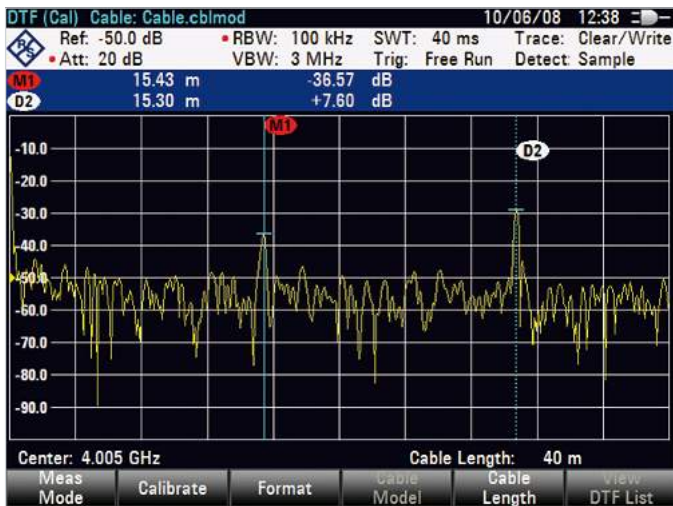 DTF (Cal) Cable: Cable.cblmod 10/06/08 12:38
R&S Ref: -50.0 dB • RBW: 100 kHz SWT: 40 ms Trace: Clear/Write
• Att: 20 dB VBW: 3 MHz Trig: Free Run Detect: Sample
M1 15.43 m -36.57 dB
D2 15.30 m +7.60 dB
M1
D2
-10.0
-20.0
-30.0
-40.0
-50.0
-60.0
-70.0
-80.0
-90.0
Center: 4.005 GHz Cable Length: 40 m
Meas Mode
Calibrate
Format
Cable Model
Cable Length
View DTF List